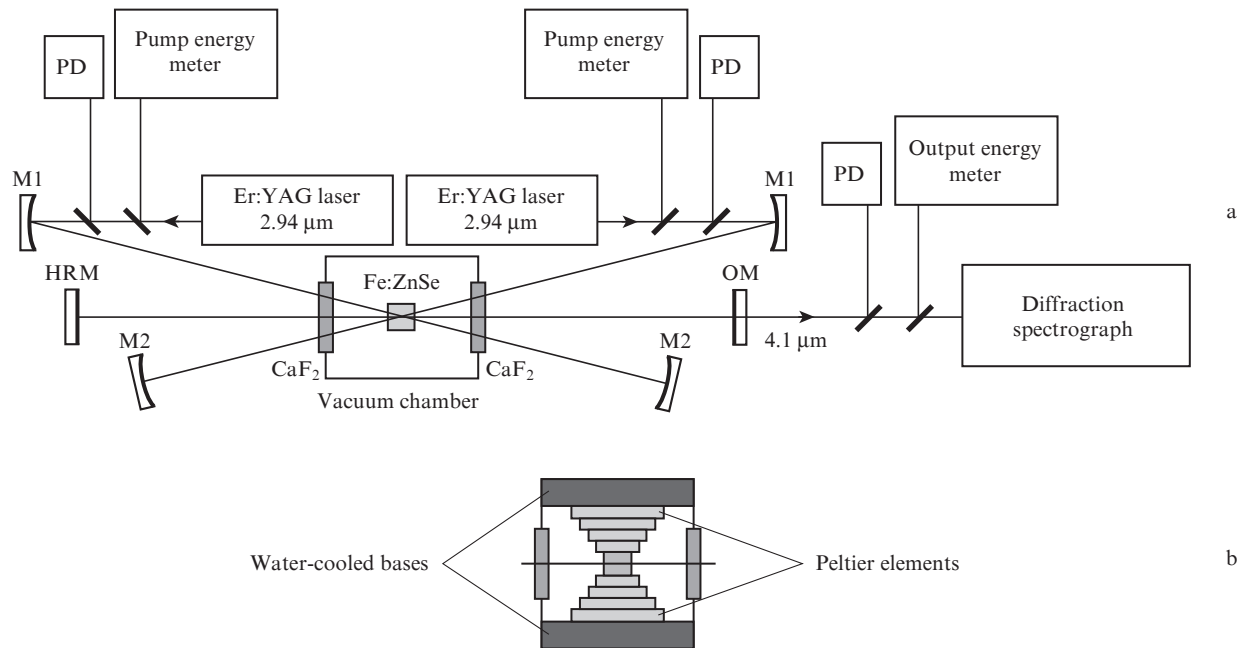 PD
Pump energy
meter
Pump energy
meter
PD
PD
Output energy
meter
M1
Er:YAG laser
2.94 μm
Er:YAG laser
2.94 μm
M1
a
HRM
Fe:ZnSe
OM
Diffraction
spectrograph
4.1 μm
M2
M2
CaF₂
CaF₂
Vacuum chamber
Water-cooled bases
Peltier elements
b